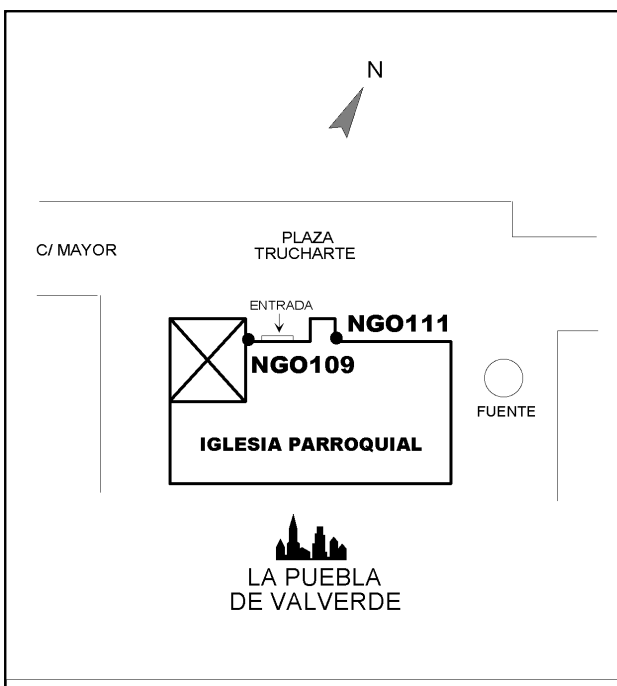 N
C/ MAYOR
PLAZA
TRUCHARTE
ENTRADA
NGO111
NGO109
FUENTE
IGLESIA PARROQUIAL
LA PUEBLA
DE VALVERDE